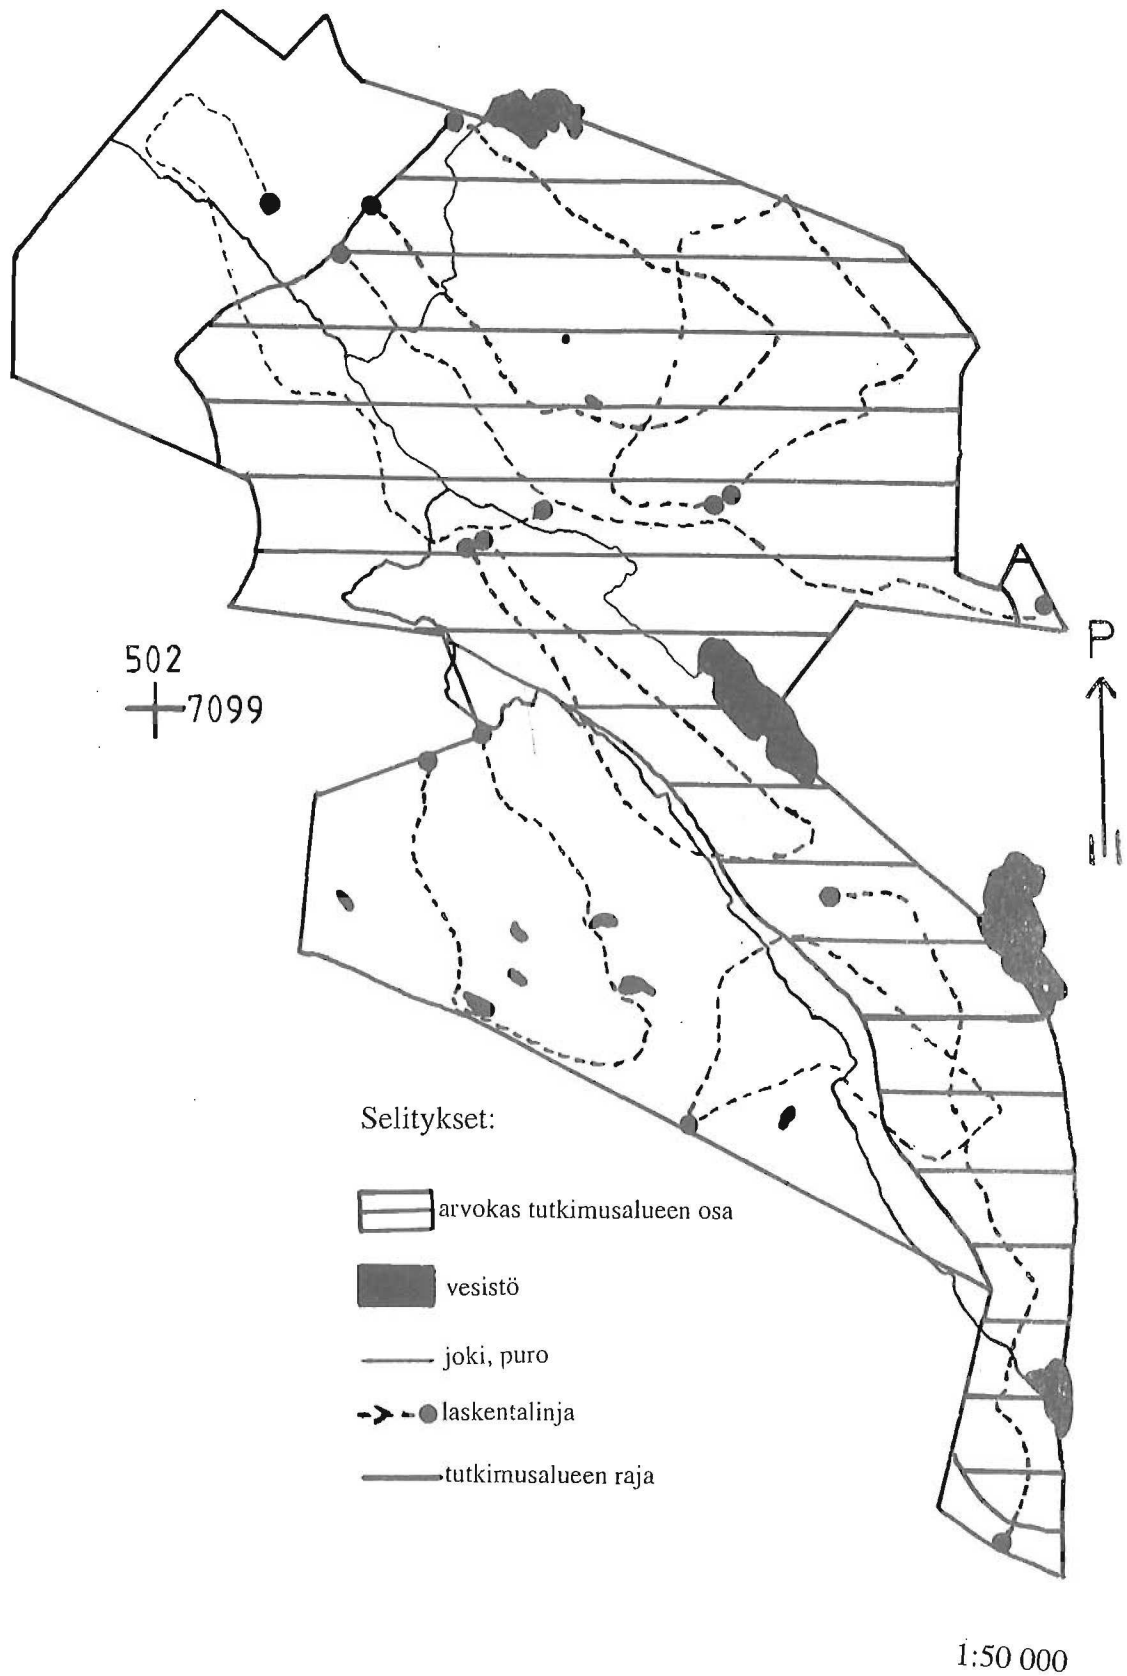 502
7099
P
Selitykset:
arvokas tutkimusalueen osa
vesistö
joki, puro
laskentalinja
tutkimusalueen raja
1:50 000